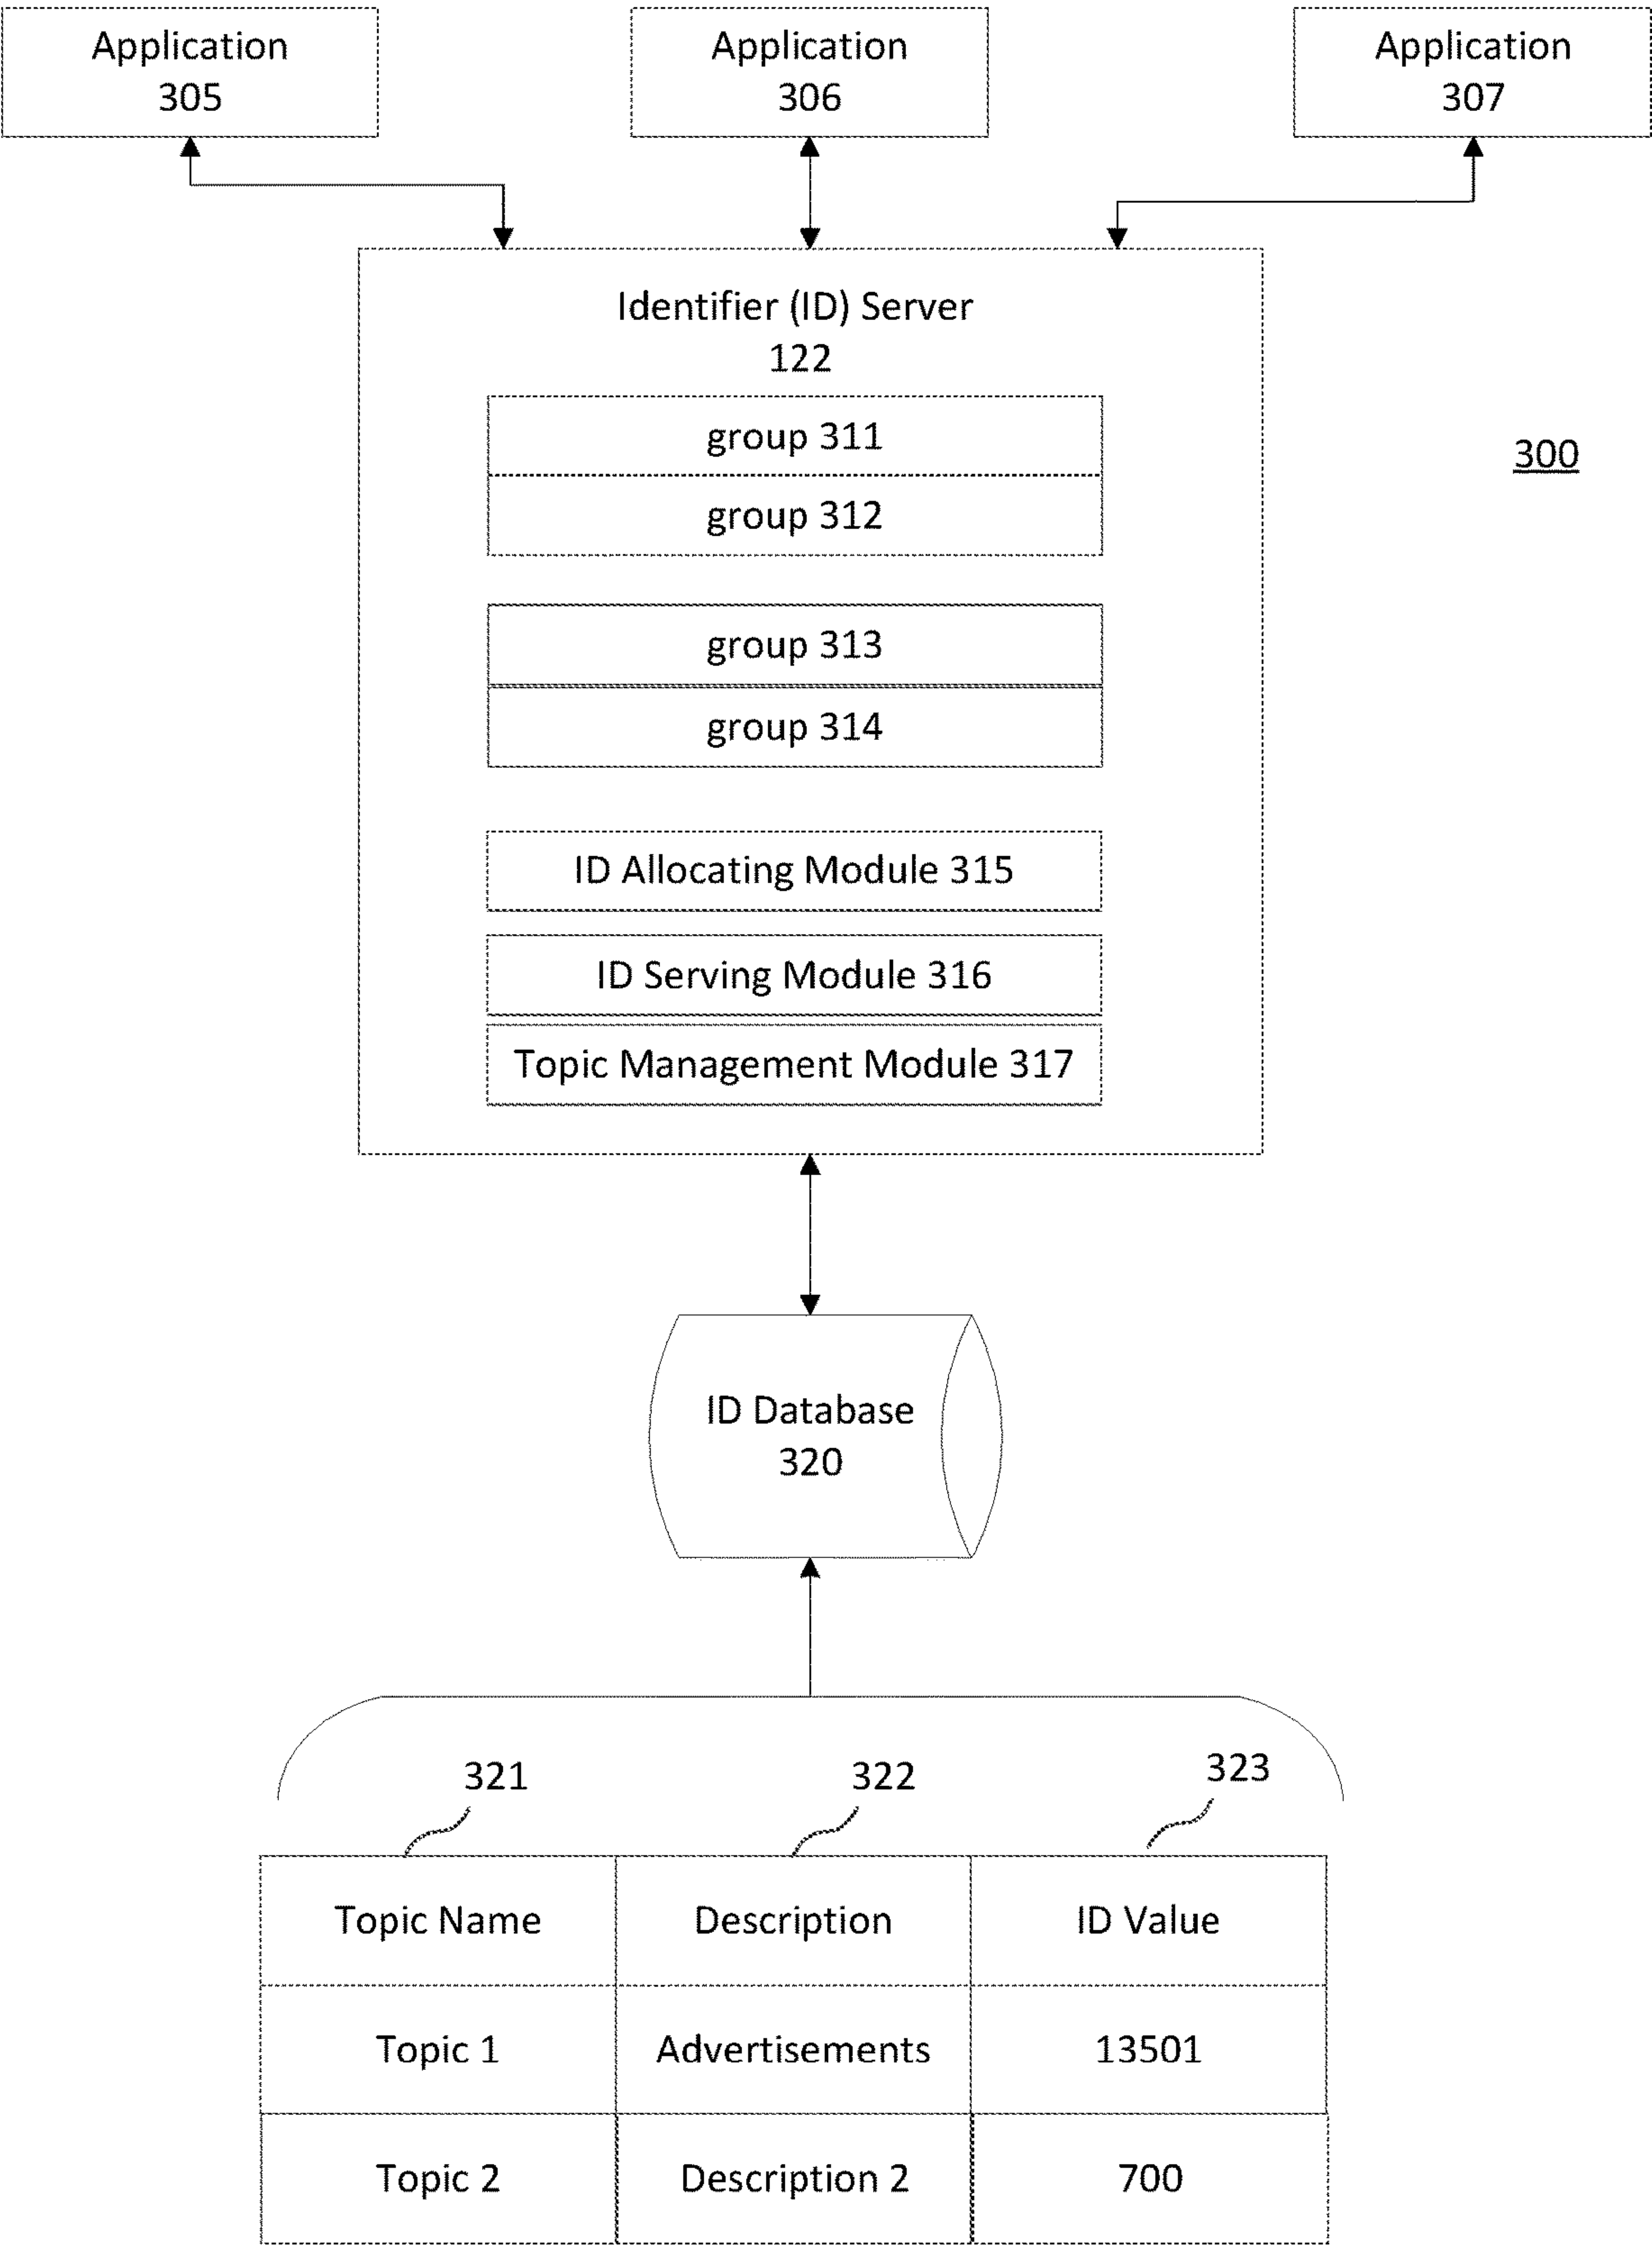 Application
305
Application
306
Application
307
Identifier (ID) Server
122
group 311
group 312
300
group 313
group 314
ID Allocating Module 315
ID Serving Module 316
Topic Management Module 317
ID Database
320
321
322
323
Topic Name
Description
ID Value
Topic 1
Advertisements
13501
Topic 2
Description 2
700